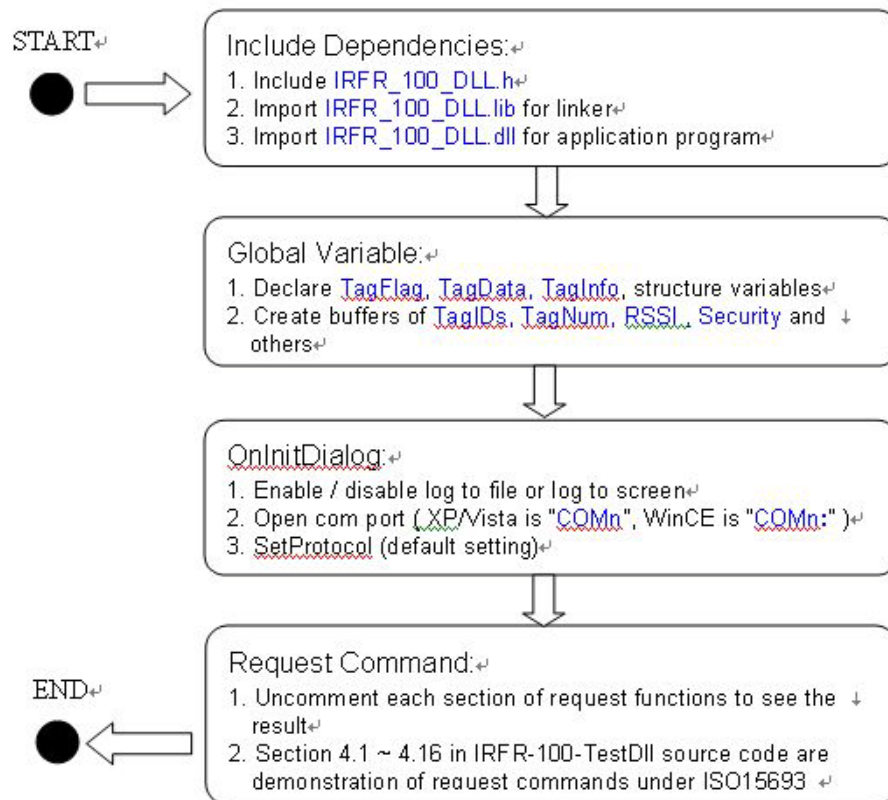 START
Include Dependencies:
1. Include IRFR_100_DLL.h
2. Import IRFR_100_DLL.lib for linker
3. Import IRFR_100_DLL.dll for application program
Global Variable:
1. Declare TagFlag, TagData, TagInfo, structure variables
2. Create buffers of TagIDs, TagNum, RSSI , Security and
others
OnInitDialog:
1. Enable / disable log to file or log to screen
2. Open com port ( XP/Vista is "COMn", WinCE is "COMn:" )
3. SetProtocol (default setting)
Request Command:
1. Uncomment each section of request functions to see the
result
2. Section 4.1 ~ 4.16 in IRFR-100-TestDll source code are
demonstration of request commands under ISO15693
END